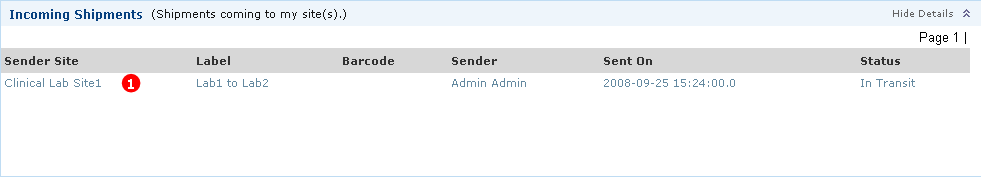 Incoming Shipments (Shipments coming to my site(s).) Hide Details
Page 1 |
Sender Site Label Barcode Sender Sent On Status
Clinical Lab Site1 1 Lab1 to Lab2 Admin Admin 2008-09-25 15:24:00.0 In Transit